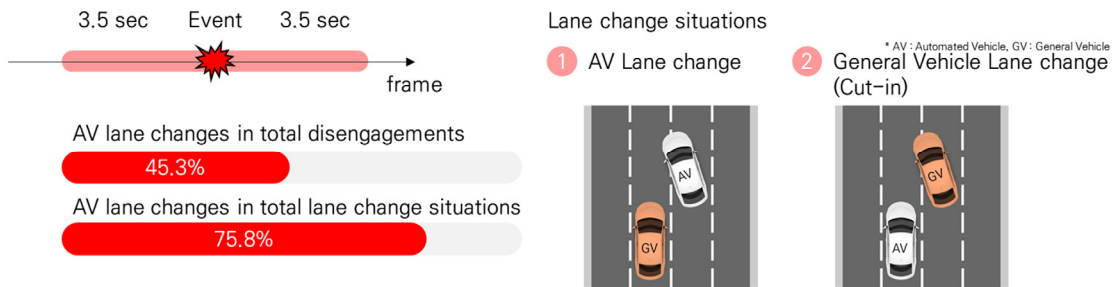 3.5 sec Event 3.5 sec
frame
AV lane changes in total disengagements
45.3%
AV lane changes in total lane change situations
75.8%
Lane change situations
* AV : Automated Vehicle, GV : General Vehicle
1 AV Lane change
AV
GV
2 General Vehicle Lane change
(Cut-in)
GV
AV